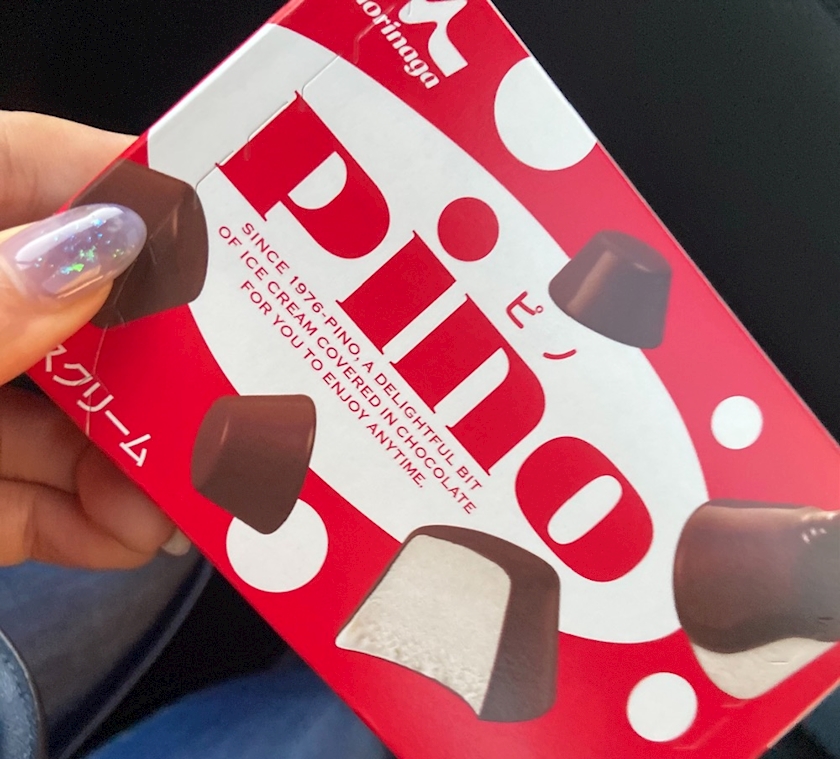 morinaga
pino
ピノ
SINCE 1976-PINO, A DELIGHTFUL BIT
OF ICE CREAM COVERED IN CHOCOLATE
FOR YOU TO ENJOY ANYTIME.
スクリーム